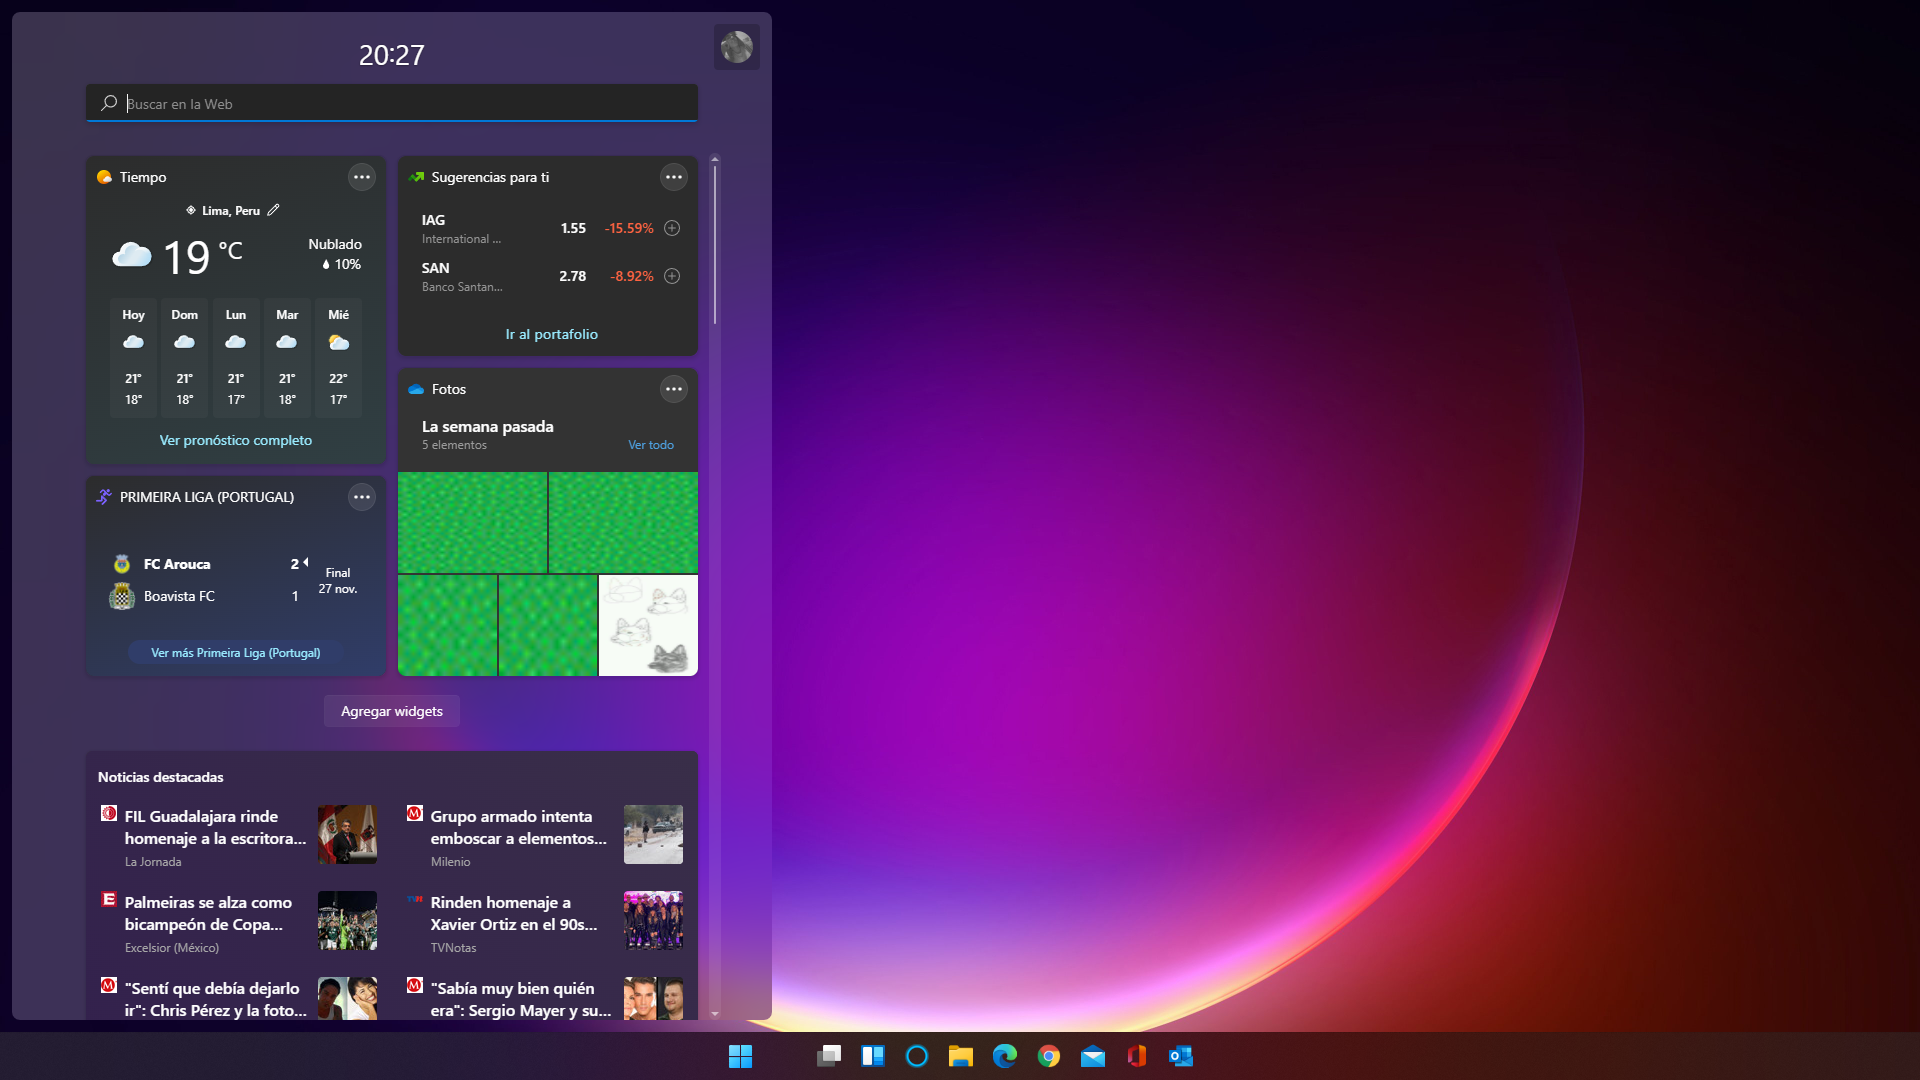 20:27
Buscar en la Web
Tiempo
Lima, Peru
19 °C
Nublado
10%
Hoy Dom Lun Mar Mié
21° 21° 21° 21° 22°
18° 18° 17° 18° 17°
Ver pronóstico completo
Sugerencias para ti
IAG 1.55 -15.59%
International ...
SAN 2.78 -8.92%
Banco Santan...
Ir al portafolio
PRIMEIRA LIGA (PORTUGAL)
FC Arouca 2
Boavista FC 1
Final
27 nov.
Ver más Primeira Liga (Portugal)
Fotos
La semana pasada
5 elementos
Ver todo
Agregar widgets
Noticias destacadas
FIL Guadalajara rinde
homenaje a la escritora...
La Jornada
Grupo armado intenta
emboscar a elementos...
Milenio
Palmeiras se alza como
bicampeón de Copa...
Excelsior (México)
Rinden homenaje a
Xavier Ortiz en el 90s...
TVNotas
"Sentí que debía dejarlo
ir": Chris Pérez y la foto...
"Sabía muy bien quién
era": Sergio Mayer y su...